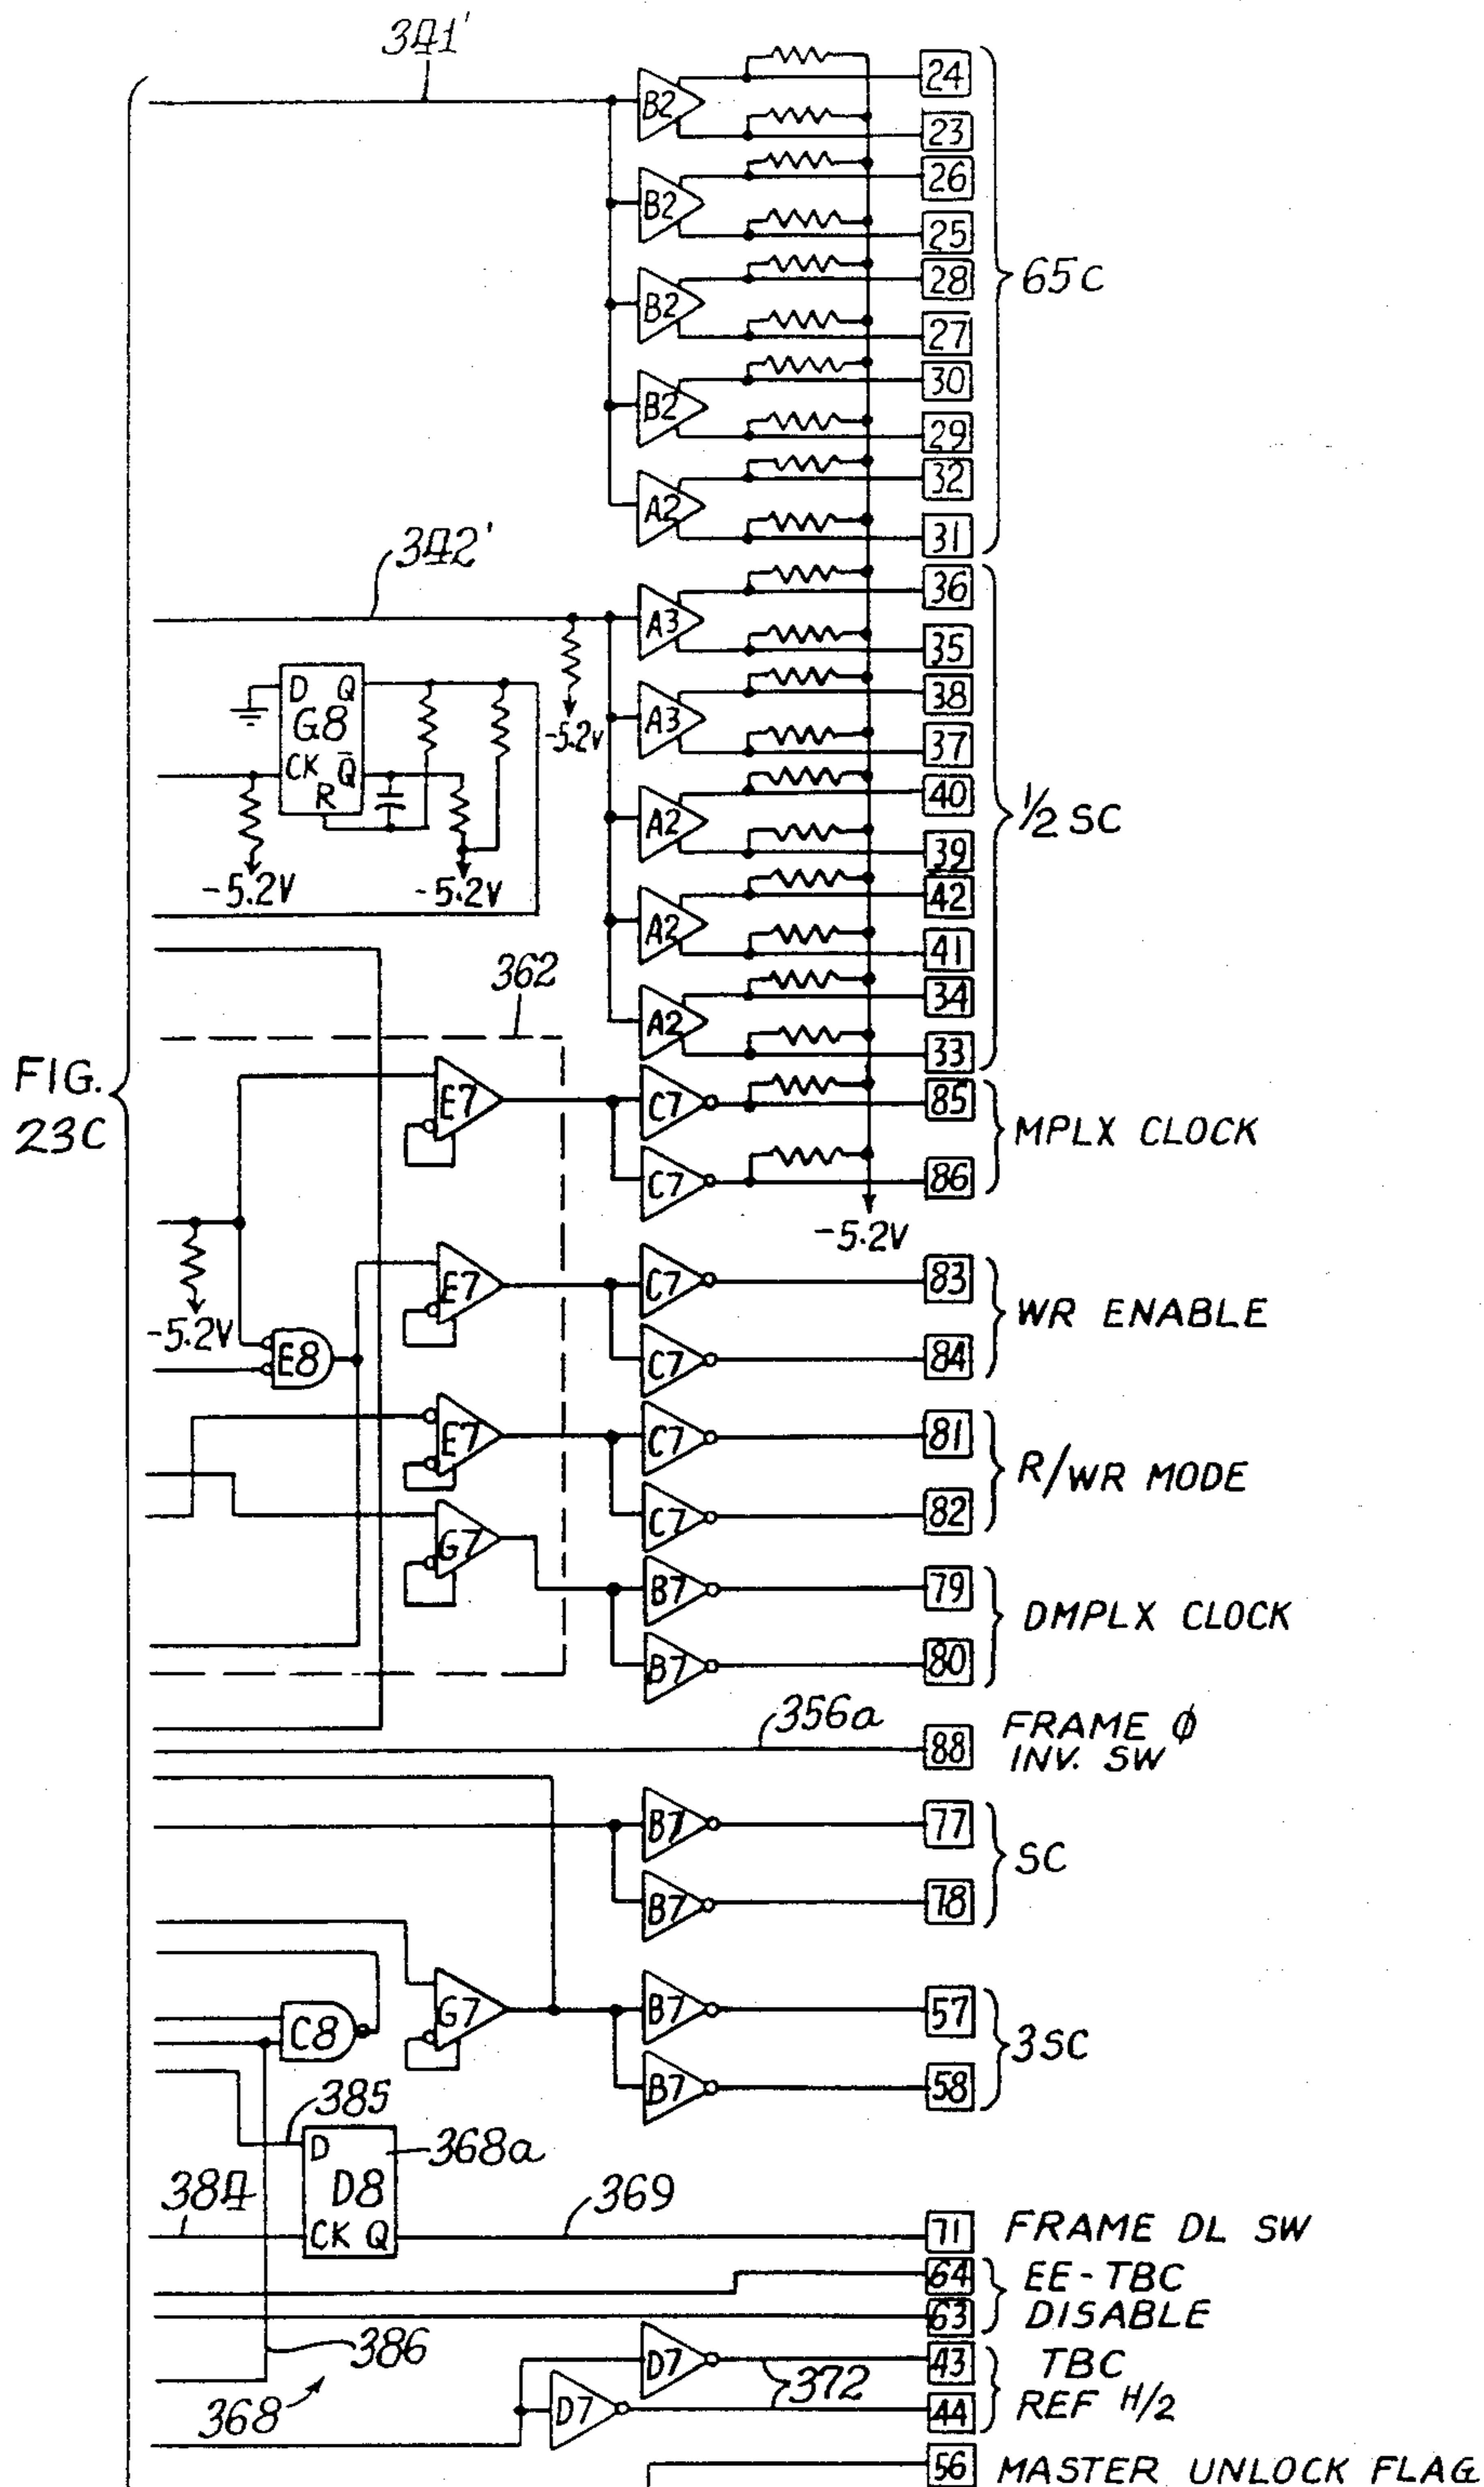 341'
B2
24
23
B2
26
25
65C
B2
28
27
B2
30
29
A2
32
31
342'
A3
36
35
D Q
G8
CK Q̄
R
-5.2V
-5.2V
-5.2V
A3
38
37
A2
40
39
1/2 SC
A2
42
41
362
A2
34
33
FIG.
23C
E7
C7
85
MPLX CLOCK
C7
86
-5.2V
-5.2V
E8
E7
C7
83
WR ENABLE
C7
84
E7
C7
81
R/WR MODE
C7
82
G7
B7
79
DMPLX CLOCK
B7
80
356a
88
FRAME ϕ
INV. SW
B7
77
SC
B7
78
C8
G7
B7
57
3SC
B7
58
385
D
368a
384
D8
CK Q
369
71
FRAME DL SW
64
EE-TBC
63
DISABLE
386
D7
43
TBC
372
368
D7
44
REF H/2
56
MASTER UNLOCK FLAG